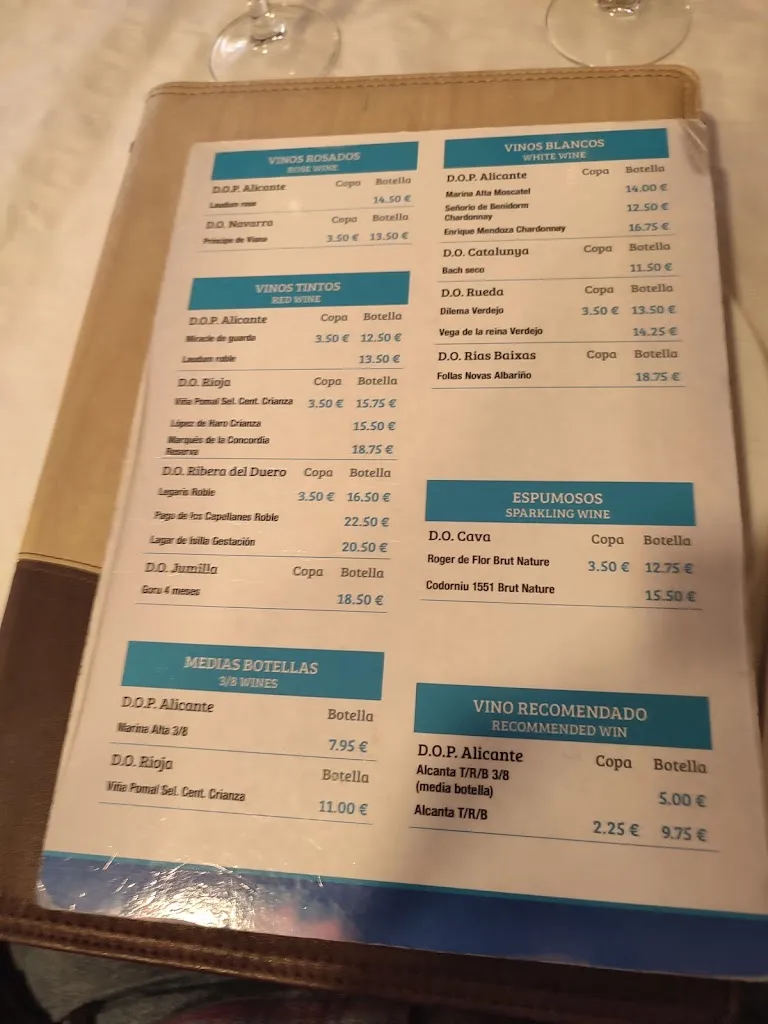 VINOS ROSADOS
ROSE WINE
D.O.P. Alicante Copa Botella
Laudum rose 14.50 €
D.O. Navarra Copa Botella
Principe de Viana 3.50 € 13.50 €
VINOS TINTOS
RED WINE
D.O.P. Alicante Copa Botella
Miracle de guarda 3.50 € 12.50 €
Laudum roble 13.50 €
D.O. Rioja Copa Botella
Viña Pomal Sel. Cent. Crianza 3.50 € 15.75 €
López de Haro Crianza 15.50 €
Marqués de la Concordia
Reserva 18.75 €
D.O. Ribera del Duero Copa Botella
Legaris Roble 3.50 € 16.50 €
Pago de los Capellanes Roble 22.50 €
Lagar de Isilla Gestación 20.50 €
D.O. Jumilla Copa Botella
Goru 4 meses 18.50 €
MEDIAS BOTELLAS
3/8 WINES
D.O.P. Alicante Botella
Marina Alta 3/8 7.95 €
D.O. Rioja Botella
Viña Pomal Sel. Cent. Crianza 11.00 €
VINOS BLANCOS
WHITE WINE
D.O.P. Alicante Copa Botella
Marina Alta Moscatel 14.00 €
Señorio de Benidorm
Chardonnay 12.50 €
Enrique Mendoza Chardonnay 16.75 €
D.O. Catalunya Copa Botella
Bach seco 11.50 €
D.O. Rueda Copa Botella
Dilema Verdejo 3.50 € 13.50 €
Vega de la reina Verdejo 14.25 €
D.O. Rias Baixas Copa Botella
Follas Novas Albariño 18.75 €
ESPUMOSOS
SPARKLING WINE
D.O. Cava Copa Botella
Roger de Flor Brut Nature 3.50 € 12.75 €
Codorniu 1551 Brut Nature 15.50 €
VINO RECOMENDADO
RECOMMENDED WIN
D.O.P. Alicante Copa Botella
Alcanta T/R/B 3/8
(media botella) 5.00 €
Alcanta T/R/B 2.25 € 9.75 €